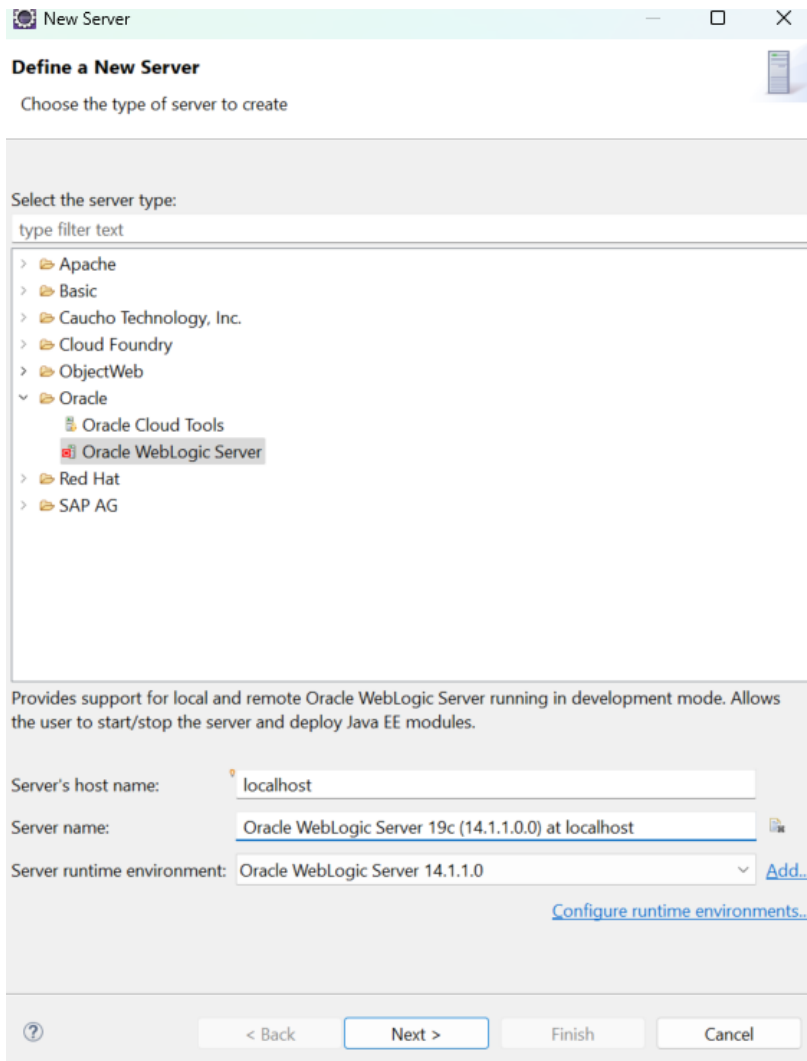 New Server
Define a New Server
Choose the type of server to create
Select the server type:
type filter text
Apache
Basic
Caucho Technology, Inc.
Cloud Foundry
ObjectWeb
Oracle
Oracle Cloud Tools
Oracle WebLogic Server
Red Hat
SAP AG
Provides support for local and remote Oracle WebLogic Server running in development mode. Allows
the user to start/stop the server and deploy Java EE modules.
Server's host name: localhost
Server name: Oracle WebLogic Server 19c (14.1.1.0.0) at localhost
Server runtime environment: Oracle WebLogic Server 14.1.1.0 Add..
Configure runtime environments..
? < Back Next > Finish Cancel